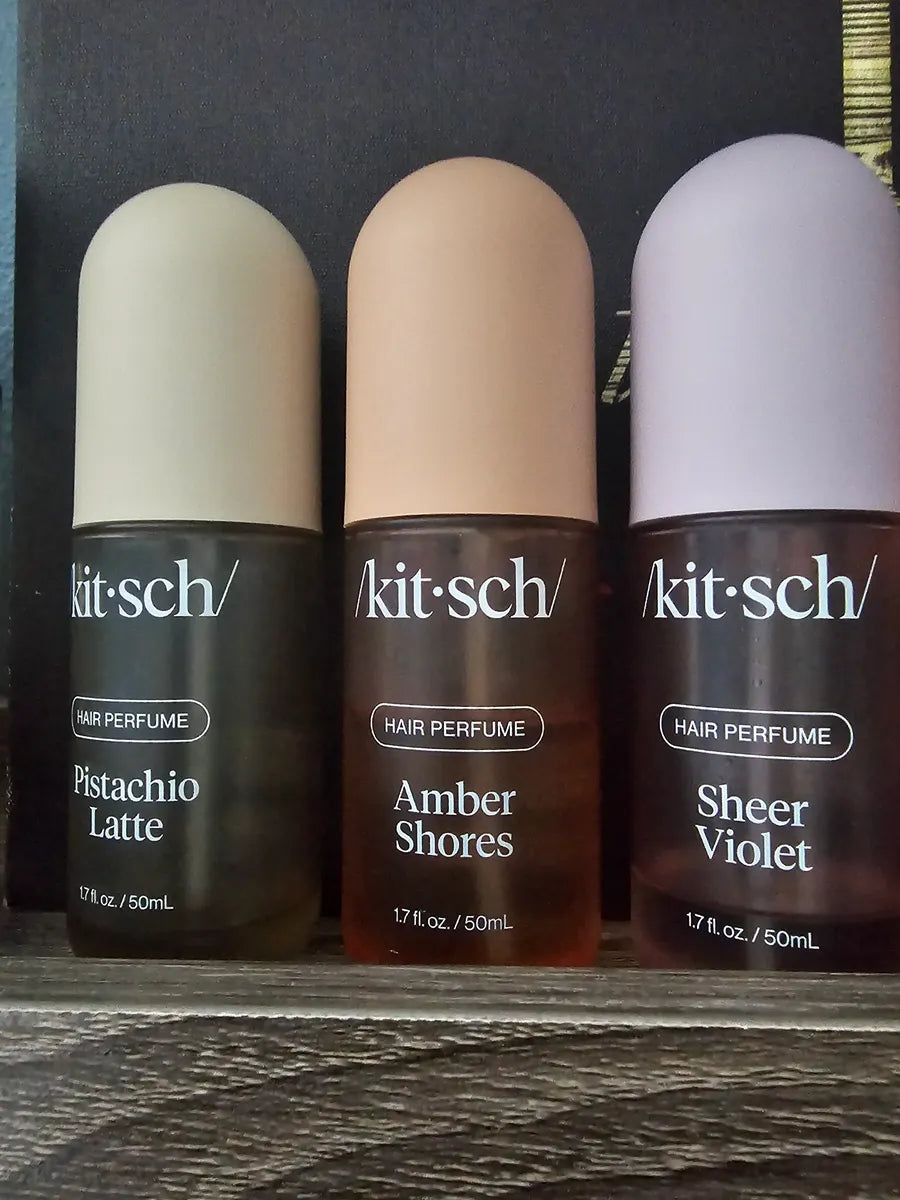 /kit·sch/
HAIR PERFUME
Pistachio
Latte
1.7 fl. oz. / 50mL
/kit·sch/
HAIR PERFUME
Amber
Shores
1.7 fl. oz. / 50mL
/kit·sch/
HAIR PERFUME
Sheer
Violet
1.7 fl. oz. / 50mL